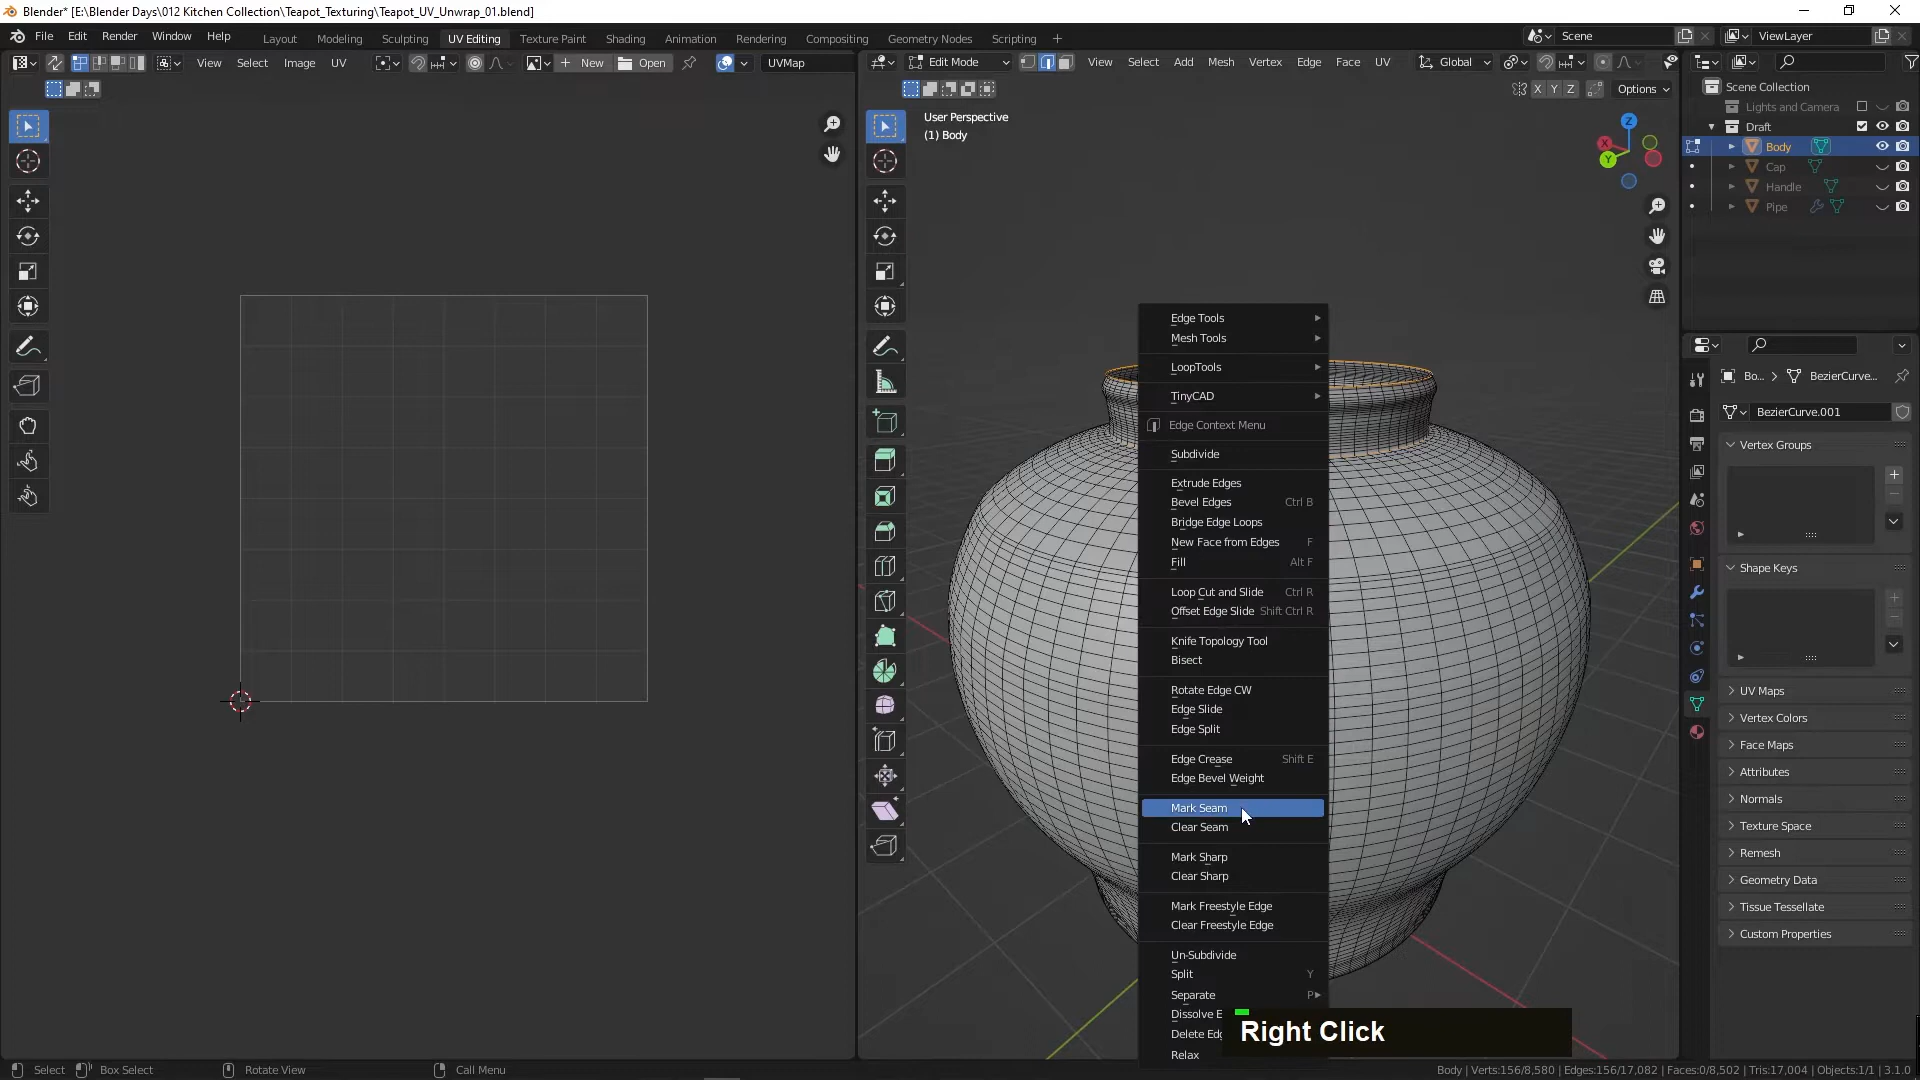 Blender* [E:\Blender Days\012 Kitchen Collection\Teapot_Texturing\Teapot_UV_Unwrap_01.blend]
File Edit Render Window Help Layout Modeling Sculpting UV Editing Texture Paint Shading Animation Rendering Compositing Geometry Nodes Scripting + Scene ViewLayer
View Select Image UV New Open UVMap
Edit Mode View Select Add Mesh Vertex Edge Face UV Global
X Y Z Options
User Perspective
(1) Body
Z
X
Y
Scene Collection
Lights and Camera
Draft
Body
Cap
Handle
Pipe
Edge Tools
Mesh Tools
LoopTools
TinyCAD
Edge Context Menu
Subdivide
Extrude Edges
Bevel Edges Ctrl B
Bridge Edge Loops
New Face from Edges F
Fill Alt F
Loop Cut and Slide Ctrl R
Offset Edge Slide Shift Ctrl R
Knife Topology Tool
Bisect
Rotate Edge CW
Edge Slide
Edge Split
Edge Crease Shift E
Edge Bevel Weight
Mark Seam
Clear Seam
Mark Sharp
Clear Sharp
Mark Freestyle Edge
Clear Freestyle Edge
Un-Subdivide
Split Y
Separate P
Dissolve E
Delete Edg
Relax
Right Click
Bo... > BezierCurve...
BezierCurve.001
Vertex Groups
Shape Keys
UV Maps
Vertex Colors
Face Maps
Attributes
Normals
Texture Space
Remesh
Geometry Data
Tissue Tessellate
Custom Properties
Select Box Select Rotate View Call Menu
Body | Verts:156/8,580 | Edges:156/17,082 | Faces:0/8,502 | Tris:17,004 | Objects:1/1 | 3.1.0